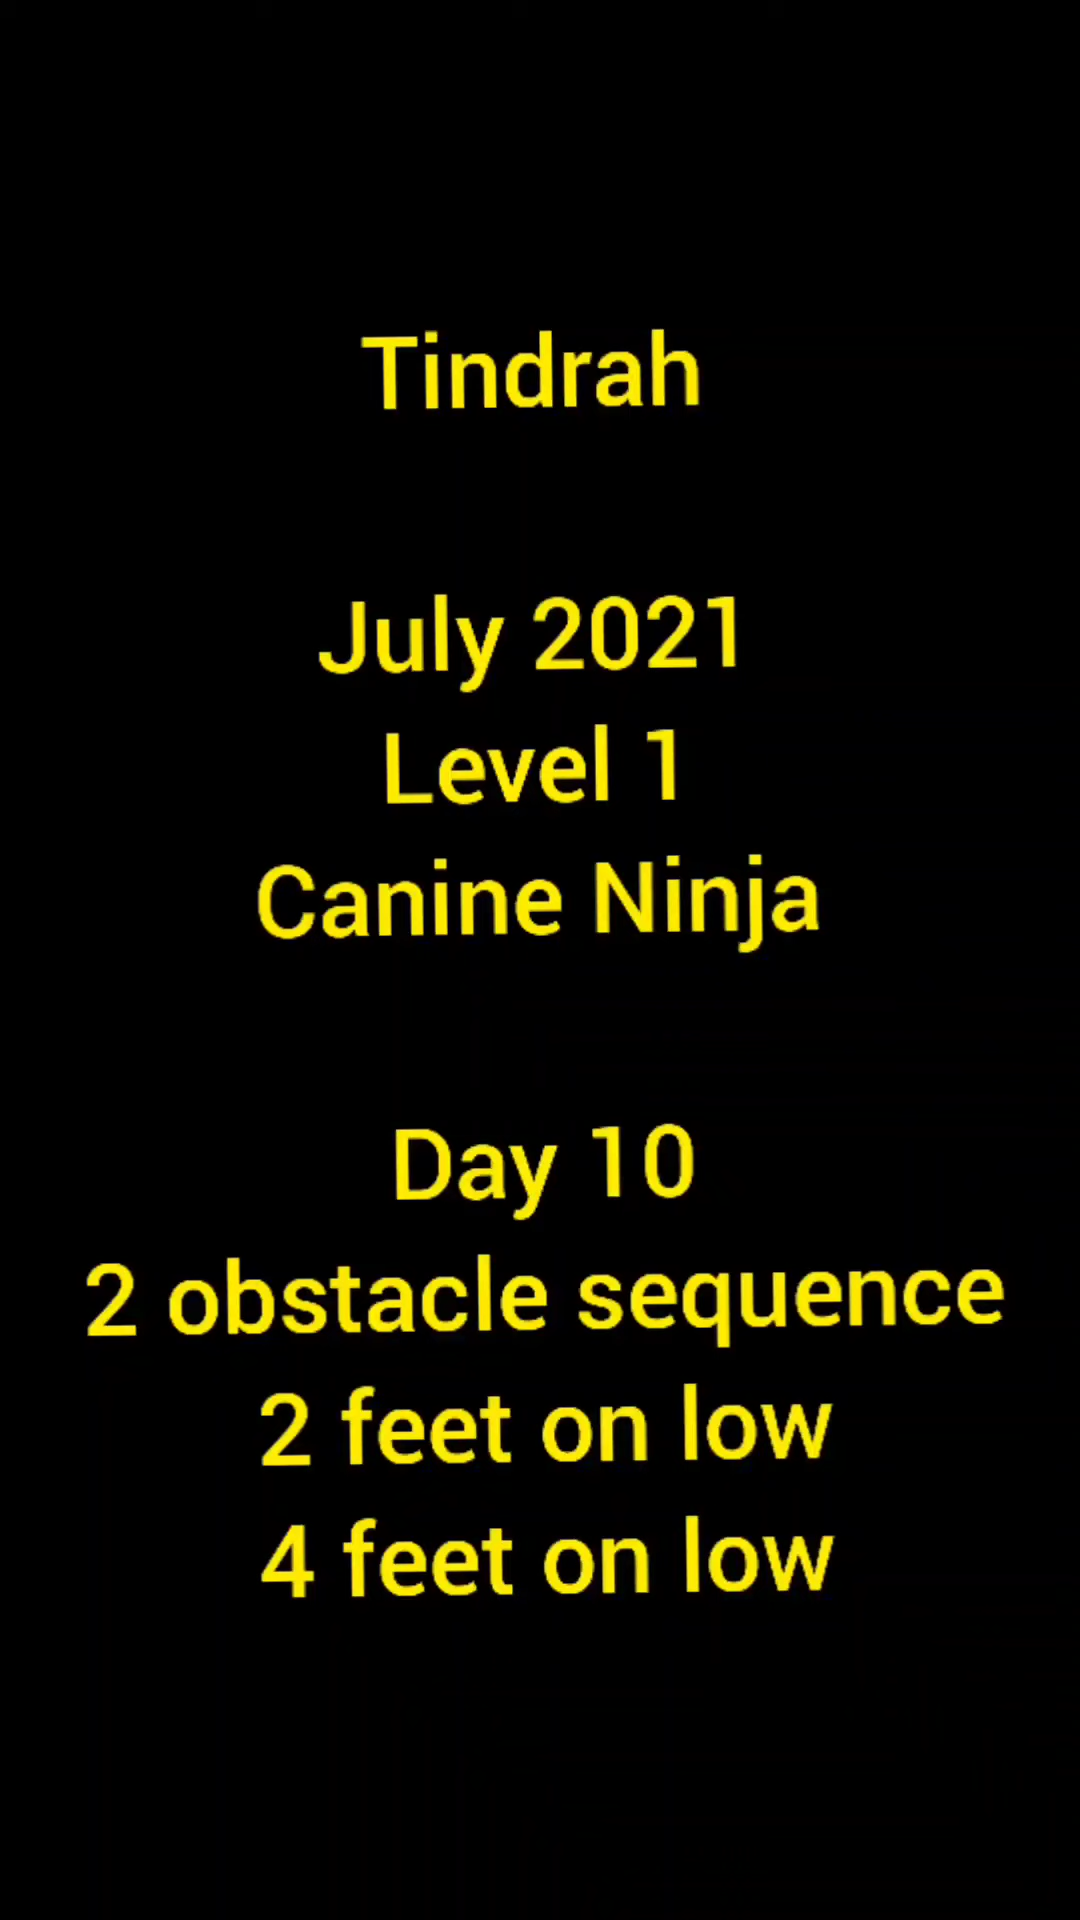 Tindrah
July 2021
Level 1
Canine Ninja
Day 10
2 obstacle sequence
2 feet on low
4 feet on low